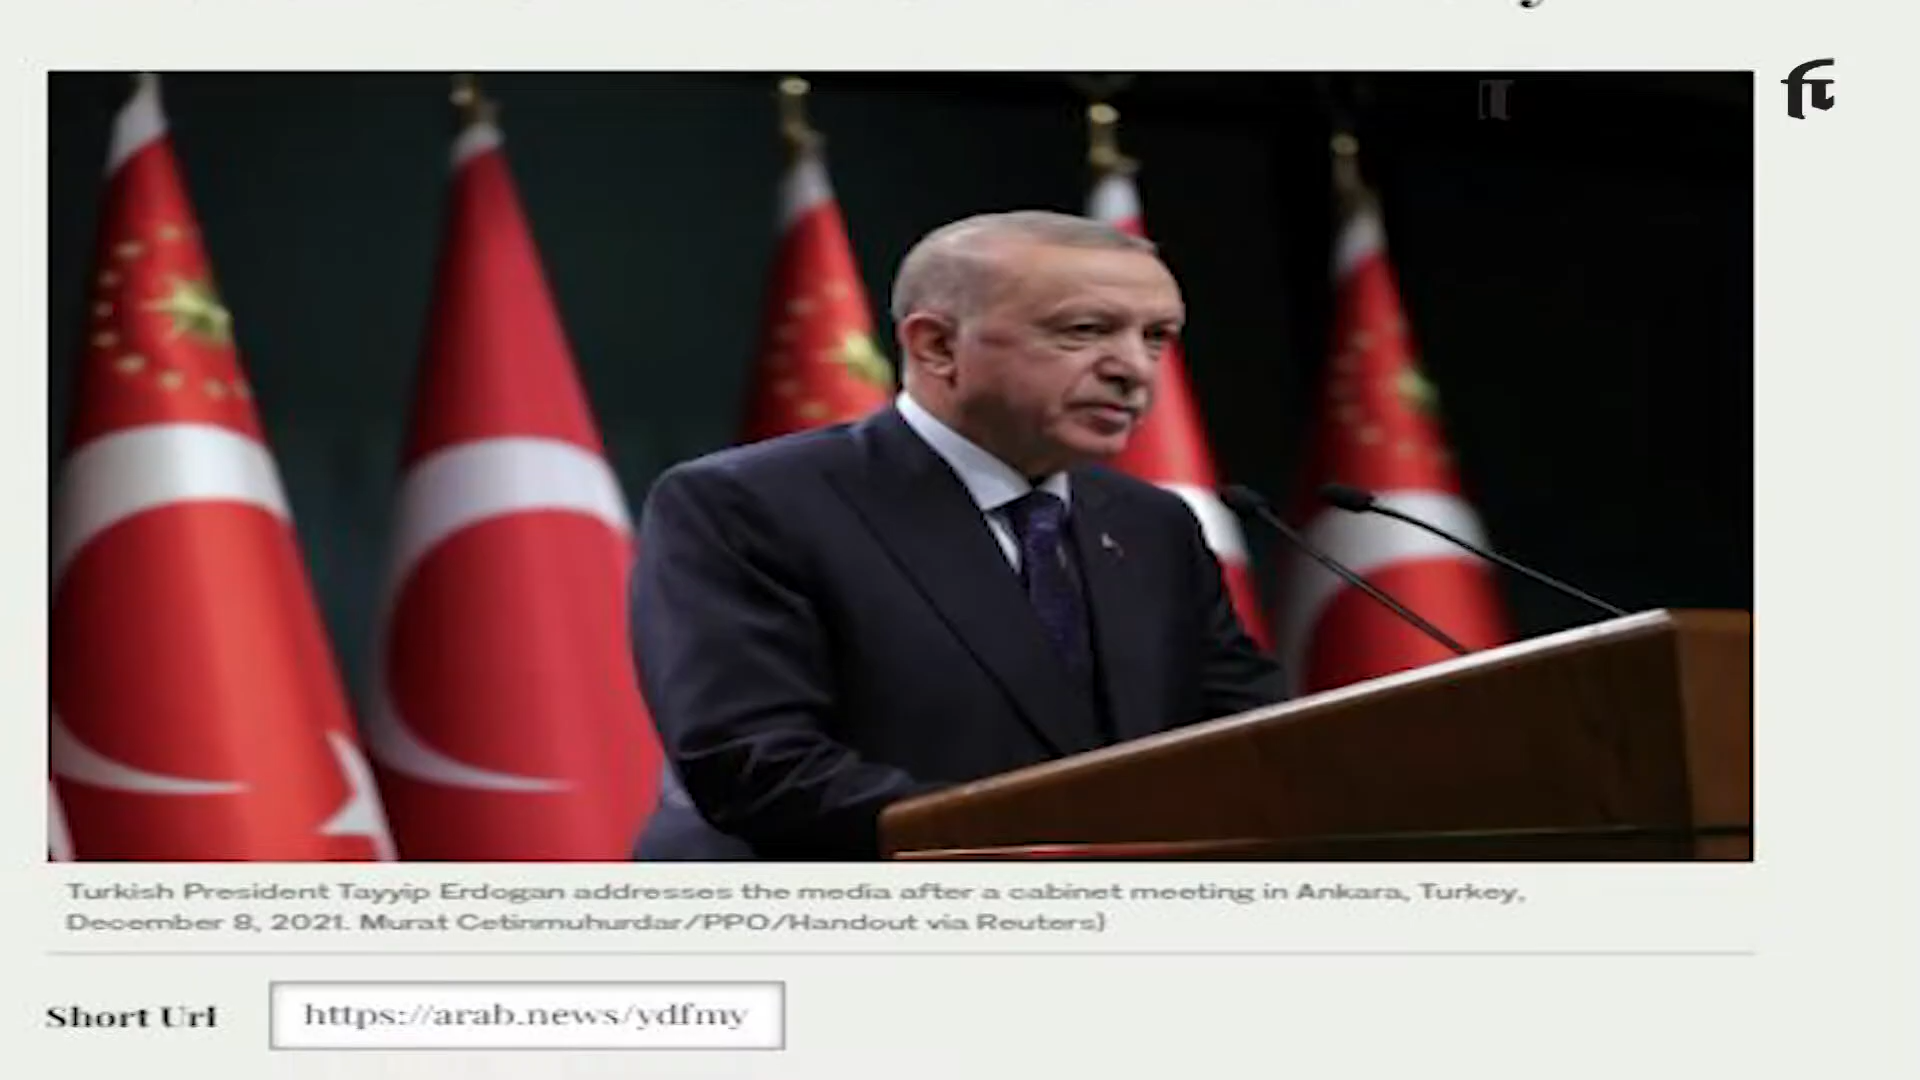 Turkish President Tayyip Erdogan addresses the media after a cabinet meeting in Ankara, Turkey,
December 8, 2021. Murat Cetinmuhurdar/PPO/Handout via Reuters)
Short Url
https://arab.news/ydfmy